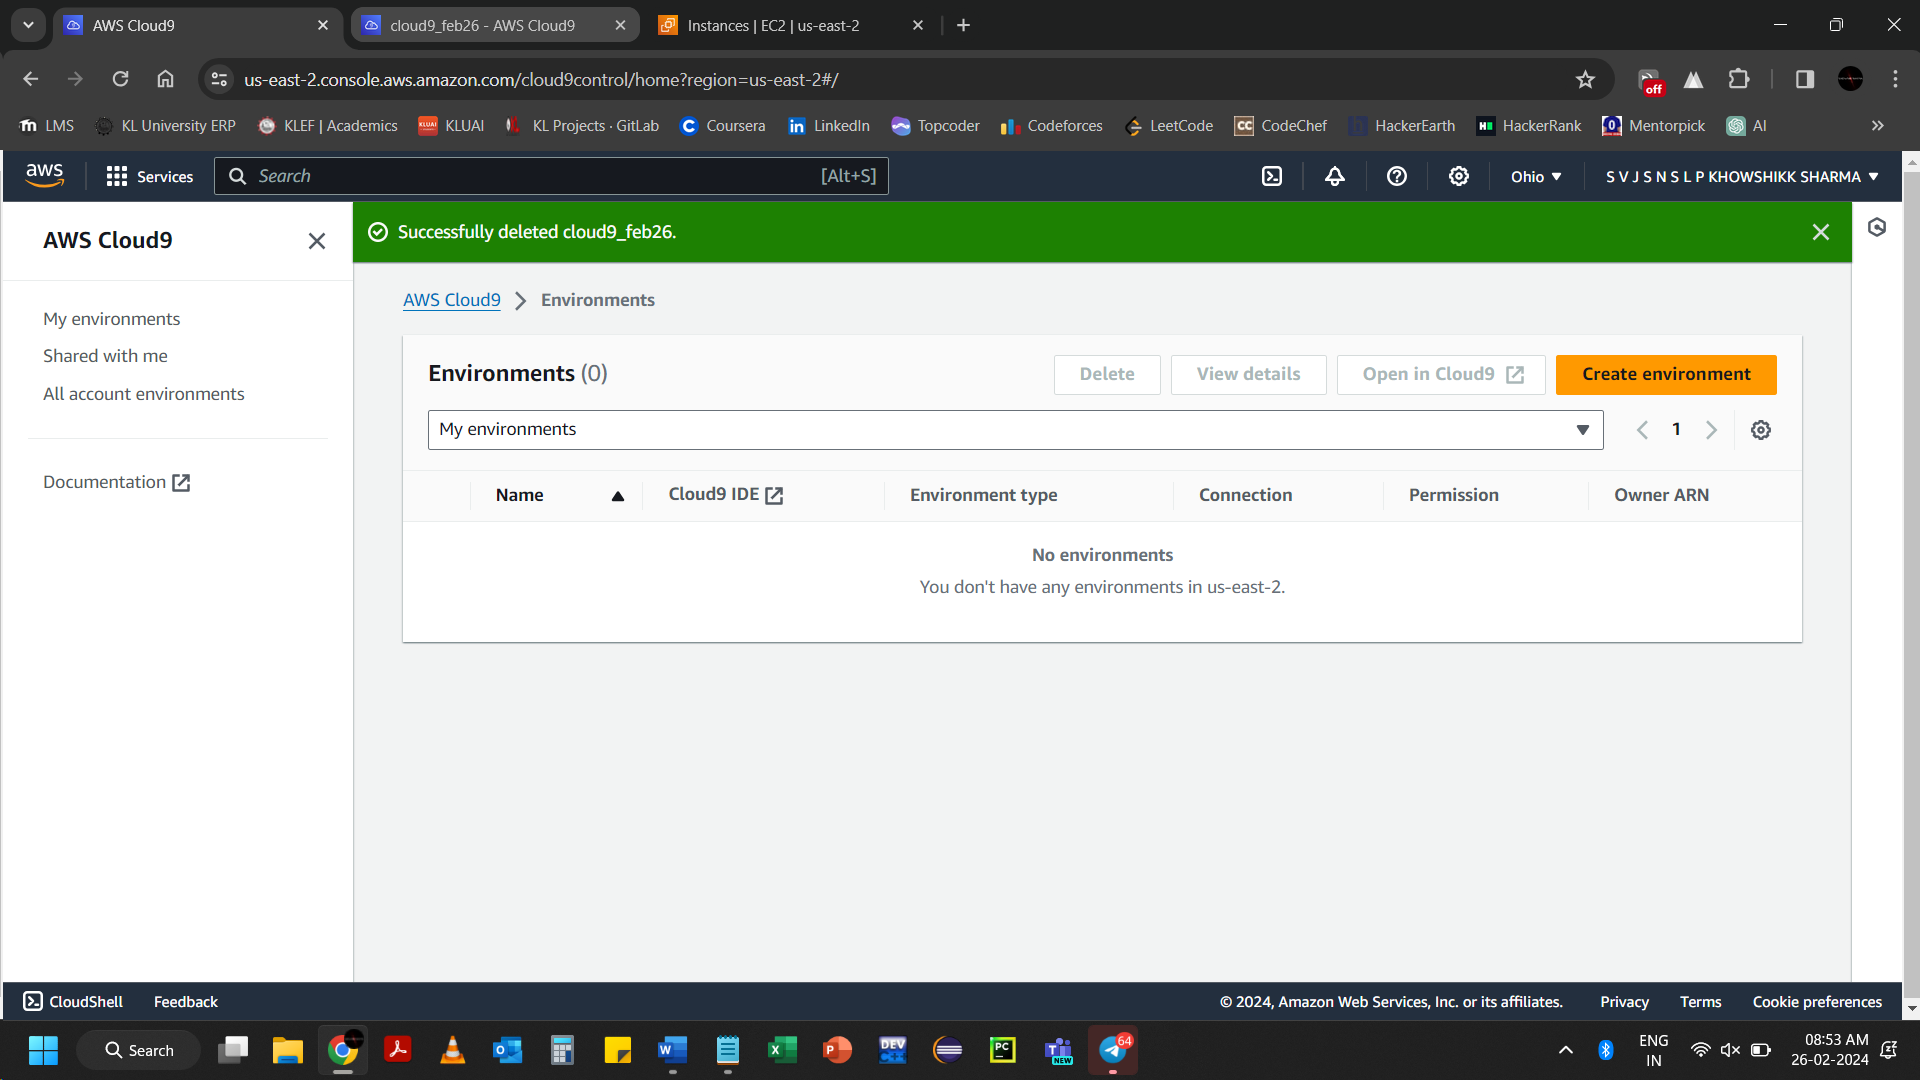 AWS Cloud9
cloud9_feb26 - AWS Cloud9
Instances | EC2 | us-east-2
us-east-2.console.aws.amazon.com/cloud9control/home?region=us-east-2#/
off
LMS
KL University ERP
KLEF | Academics
KLUAI
KLUAI
KL Projects · GitLab
Coursera
LinkedIn
Topcoder
Codeforces
LeetCode
CodeChef
HackerEarth
HackerRank
Mentorpick
AI
aws
Services
Search
[Alt+S]
Ohio
S V J S N S L P KHOWSHIKK SHARMA
AWS Cloud9
Successfully deleted cloud9_feb26.
My environments
Shared with me
All account environments
Documentation
AWS Cloud9 > Environments
Environments (0)
Delete
View details
Open in Cloud9
Create environment
My environments
1
Name
Cloud9 IDE
Environment type
Connection
Permission
Owner ARN
No environments
You don't have any environments in us-east-2.
CloudShell
Feedback
© 2024, Amazon Web Services, Inc. or its affiliates.
Privacy
Terms
Cookie preferences
Search
DEV
PC
NEW
64
ENG
IN
08:53 AM
26-02-2024